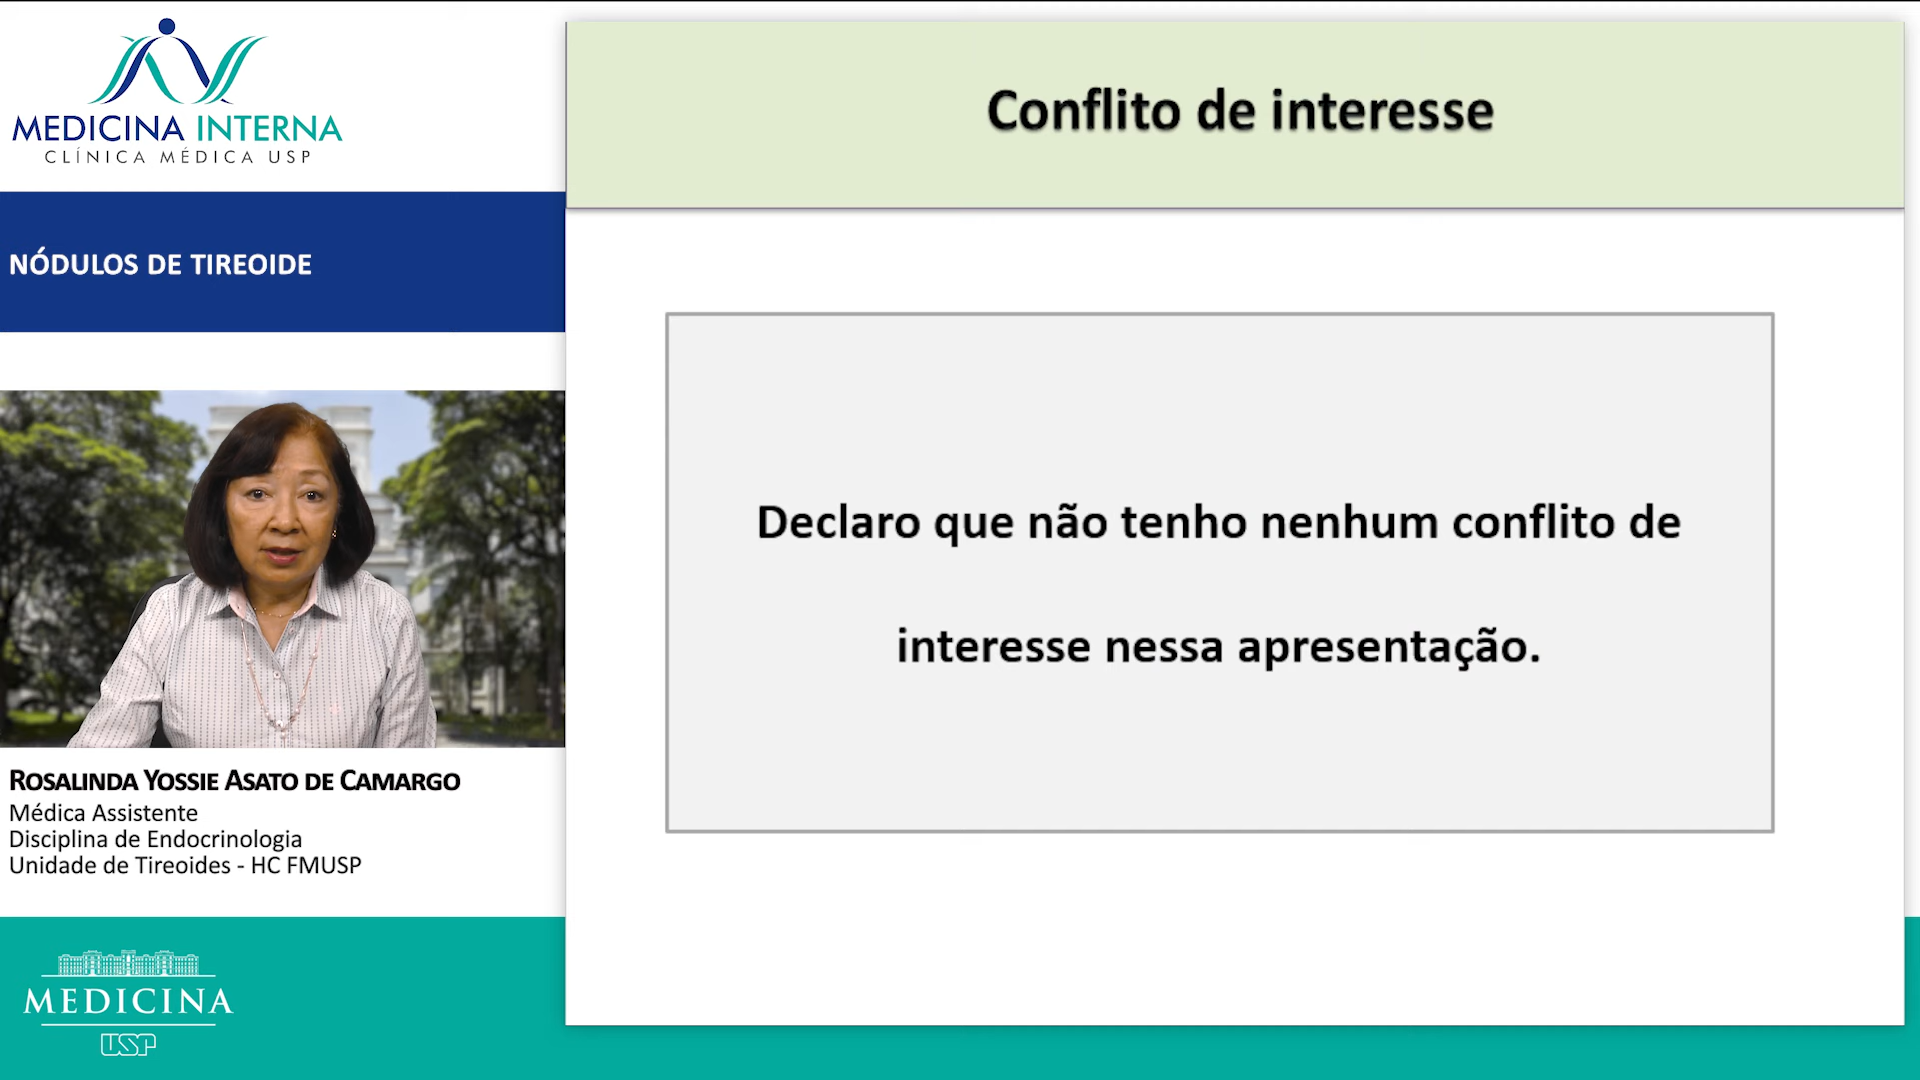 MEDICINA INTERNA
CLÍNICA MÉDICA USP
NÓDULOS DE TIREOIDE
ROSALINDA YOSSIE ASATO DE CAMARGO
Médica Assistente
Disciplina de Endocrinologia
Unidade de Tireoides - HC FMUSP
MEDICINA
USP
Conflito de interesse
Declaro que não tenho nenhum conflito de
interesse nessa apresentação.